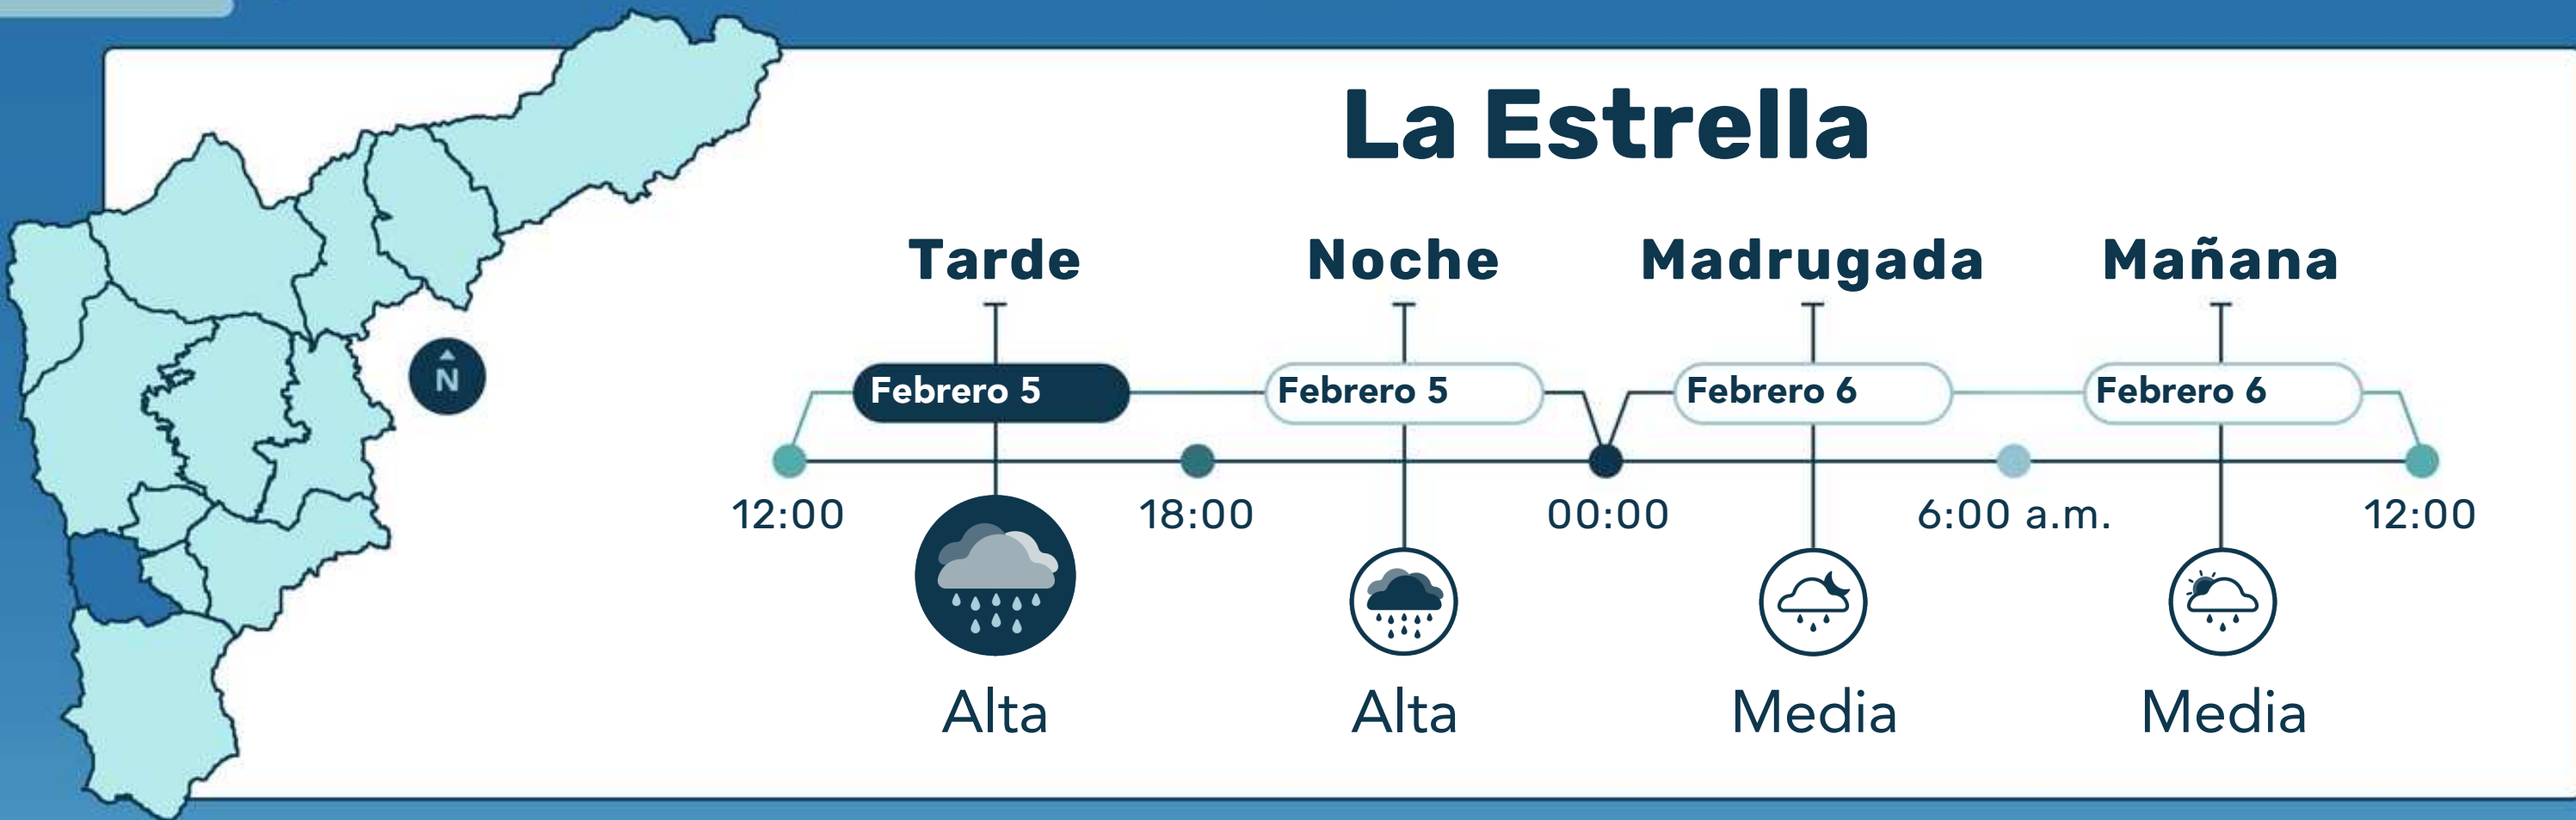 La Estrella
Tarde Noche Madrugada Mañana
N
Febrero 5 Febrero 5 Febrero 6 Febrero 6
12:00 18:00 00:00 6:00 a.m. 12:00
Alta Alta Media Media